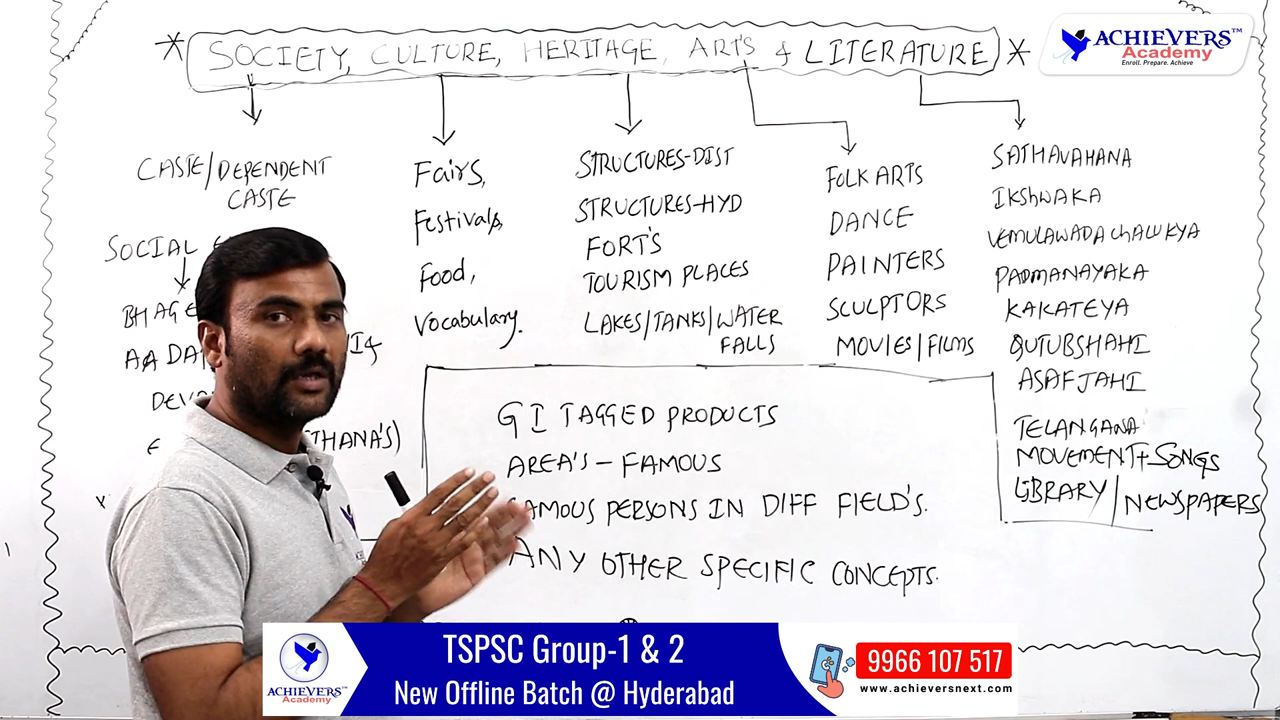 * SOCIETY, CULTURE, HERITAGE, ARTS & LITERATURE *
ACHIEVERS™
Academy
Enroll. Prepare. Achieve
CASTE/DEPENDENT
CASTE
SOCIAL
Fairs,
Festivals,
Food,
Vocabulary.
STRUCTURES-DIST
STRUCTURES-HYD
FORT'S
TOURISM PLACES
LAKES/TANKS/WATER
FALLS
FOLK ARTS
DANCE
PAINTERS
SCULPTORS
MOVIES/FILMS
SATHAVAHANA
IKSHWAKA
VEMULAWADA CHALUKYA
PADMANAYAKA
KAKATEYA
QUTUBSHAHI
ASAFJAHI
TELANGANA
MOVEMENT+SONGS
LIBRARY/NEWSPAPERS
GI TAGGED PRODUCTS
AREA'S - FAMOUS
FAMOUS PERSONS IN DIFF FIELD'S.
ANY OTHER SPECIFIC CONCEPTS.
ACHIEVERS™
Academy
TSPSC Group-1 & 2
New Offline Batch @ Hyderabad
9966 107 517
www.achieversnext.com